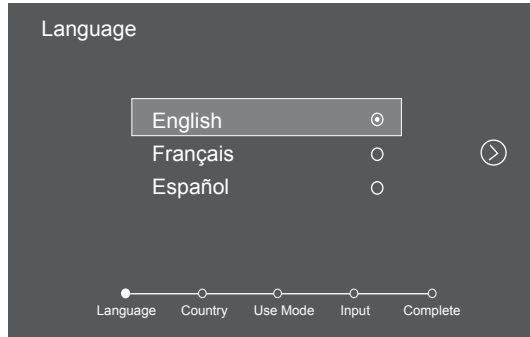 Language
English
Français
Español
Language Country Use Mode Input Complete